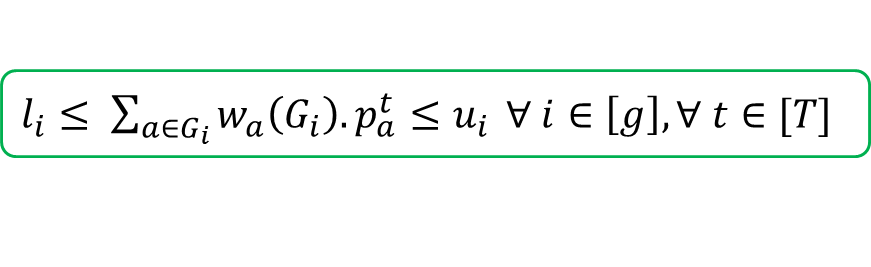 l_i ≤ ∑_{a∈G_i} w_a(G_i).p_a^t ≤ u_i ∀ i ∈ [g],∀ t ∈ [T]